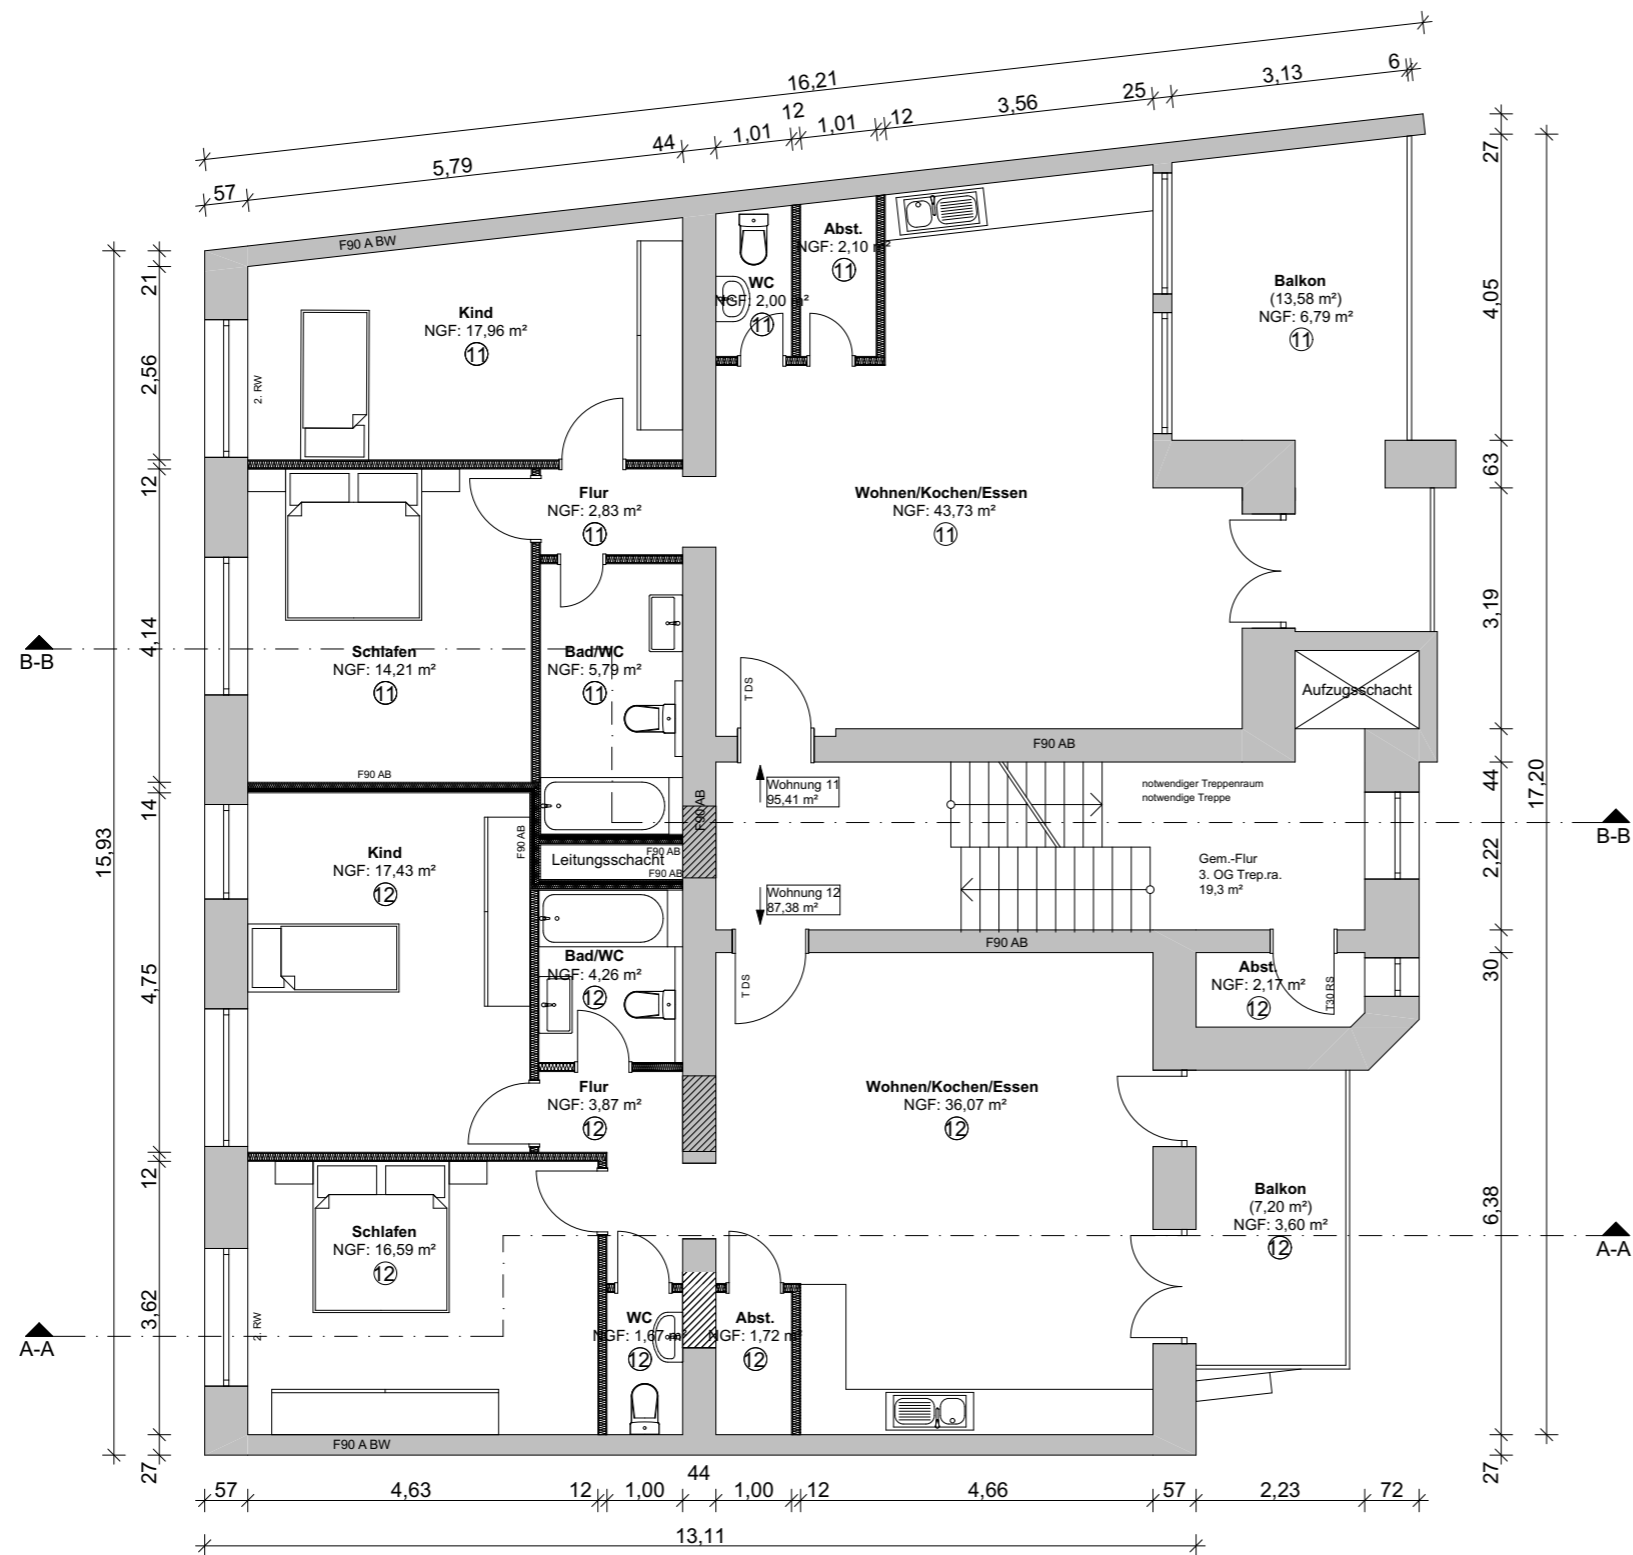 16,21
57
5,79
44
1,01
12
1,01
12
3,56
25
3,13
6
F90 A BW
Kind
NGF: 17,96 m²
11
2. RW
WC
NGF: 2,00 m²
11
Abst.
NGF: 2,10 m²
11
Balkon
(13,58 m²)
NGF: 6,79 m²
11
Flur
NGF: 2,83 m²
11
Wohnen/Kochen/Essen
NGF: 43,73 m²
11
Schlafen
NGF: 14,21 m²
11
Bad/WC
NGF: 5,79 m²
11
B-B
T DS
Aufzugsschacht
F90 AB
F90 AB
F90 AB
Wohnung 11
95,41 m²
notwendiger Treppenraum
notwendige Treppe
B-B
Kind
NGF: 17,43 m²
12
F90 AB
Leitungsschacht
F90 AB
F90 AB
Gem.-Flur
3. OG Trep.ra.
19,3 m²
Wohnung 12
87,38 m²
F90 AB
Bad/WC
NGF: 4,26 m²
12
T DS
Abst.
NGF: 2,17 m²
12
T30 RS
Flur
NGF: 3,87 m²
12
Wohnen/Kochen/Essen
NGF: 36,07 m²
12
Schlafen
NGF: 16,59 m²
12
Balkon
(7,20 m²)
NGF: 3,60 m²
12
A-A
2. RW
WC
NGF: 1,67 m²
12
Abst.
NGF: 1,72 m²
12
A-A
F90 A BW
21
2,56
12
4,14
14
4,75
12
3,62
27
15,93
27
4,05
63
3,19
44
2,22
30
6,38
27
17,20
57
4,63
12
1,00
44
1,00
12
4,66
57
2,23
72
13,11